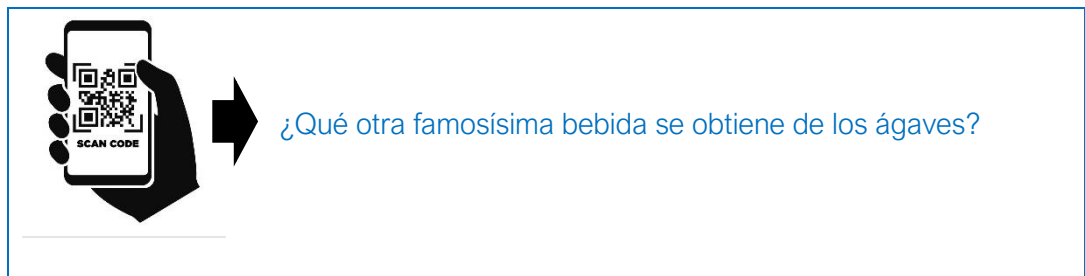 SCAN CODE
¿Qué otra famosísima bebida se obtiene de los ágaves?